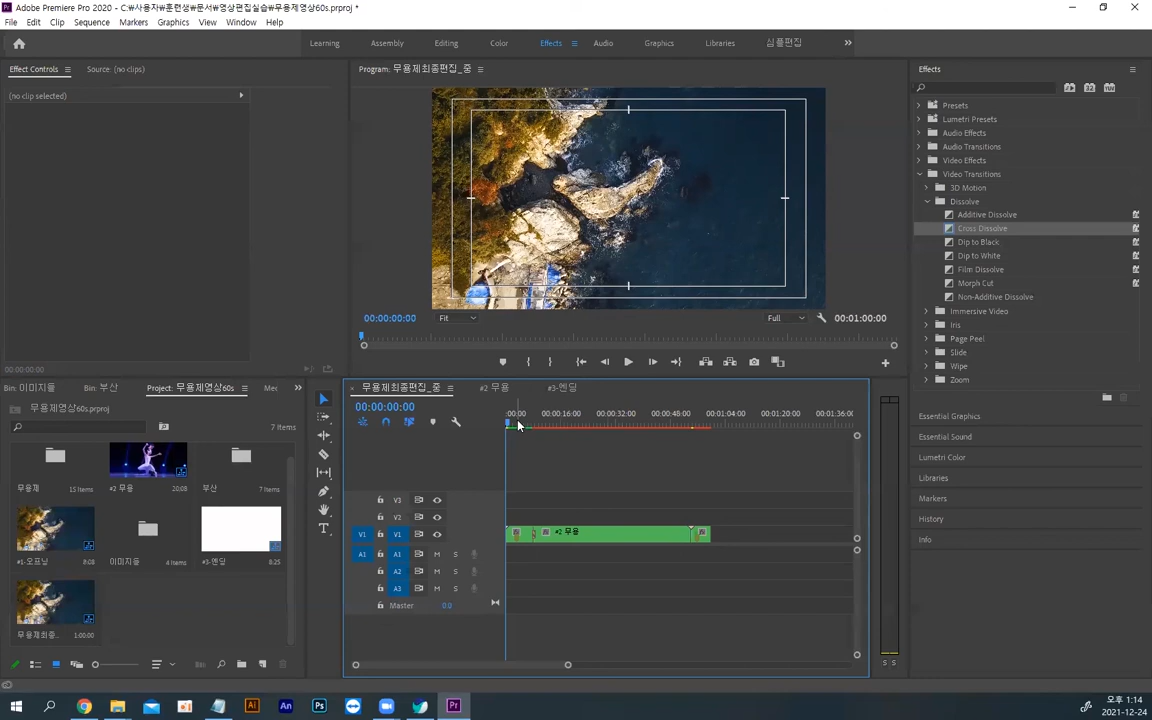 Adobe Premiere Pro 2020 - C:₩사용자₩훈련생₩문서₩영상편집실습₩무용제영상60s.prproj *
File Edit Clip Sequence Markers Graphics View Window Help
Learning Assembly Editing Color Effects Audio Graphics Libraries 심플편집
Effect Controls Source: (no clips) Program: 무용제최종편집_중 Effects
(no clip selected)
Presets
Lumetri Presets
Audio Effects
Audio Transitions
Video Effects
Video Transitions
3D Motion
Dissolve
Additive Dissolve
Cross Dissolve
Dip to Black
Dip to White
Film Dissolve
Morph Cut
Non-Additive Dissolve
Immersive Video
Iris
Page Peel
Slide
Wipe
Zoom
00:00:00:00 Fit Full 00:01:00:00
00:00:00:00
Bin: 이미지들 Bin: 부산 Project: 무용제영상60s Mec
무용제영상60s.prproj
7 Items
무용제 15 Items #2 무용 20;03 부산 7 Items
#1-오프닝 8:08 이미지들 4 Items #3-엔딩 8:25
무용제최종... 1:00:00
무용제최종편집_중 #2 무용 #3-엔딩
00:00:00:00
:00:00 00:00:16:00 00:00:32:00 00:00:48:00 00:01:04:00 00:01:20:00 00:01:36:00
V3
V2
V1 V1 #2 무용
A1 A1 M S
A2 M S
A3 M S
Master 0.0
S S
Essential Graphics
Essential Sound
Lumetri Color
Libraries
Markers
History
Info
오후 1:14
2021-12-24